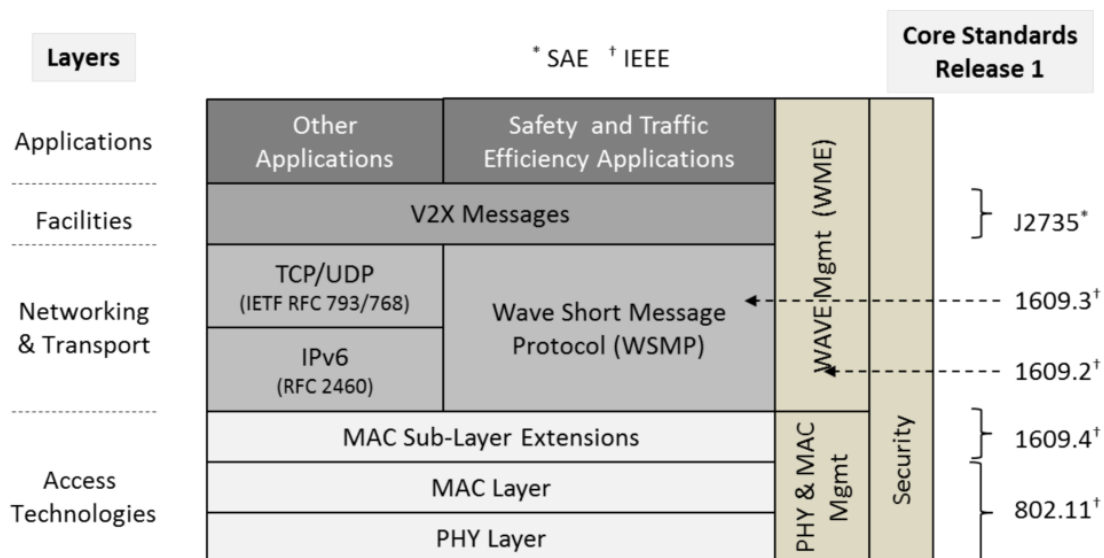 Layers
* SAE † IEEE
Core Standards
Release 1
Applications
Other
Applications
Safety and Traffic
Efficiency Applications
WAVE Mgmt (WME)
Facilities
V2X Messages
J2735*
Networking
& Transport
TCP/UDP
(IETF RFC 793/768)
Wave Short Message
Protocol (WSMP)
1609.3†
IPv6
(RFC 2460)
1609.2†
Access
Technologies
MAC Sub-Layer Extensions
PHY & MAC
Mgmt
Security
1609.4†
MAC Layer
802.11†
PHY Layer